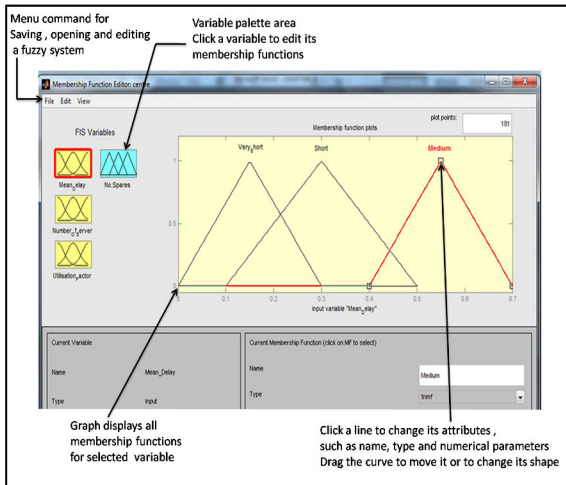 Menu command for
Saving , opening and editing
a fuzzy system
Variable palette area
Click a variable to edit its
membership functions
Membership Function Editor: centre
File Edit View
FIS Variables
plot points:
181
Membership function plots
Mean_Delay
No.Spares
Number_of_server
Utilisation_factor
Very_short
Short
Medium
1
0.5
0
0
0.1
0.2
0.3
0.4
0.5
0.6
0.7
input variable "Mean_Delay"
Current Variable
Name
Mean_Delay
Type
input
Current Membership Function (click on MF to select)
Name
Medium
Type
trimf
Graph displays all
membership functions
for selected variable
Click a line to change its attributes ,
such as name, type and numerical parameters
Drag the curve to move it or to change its shape